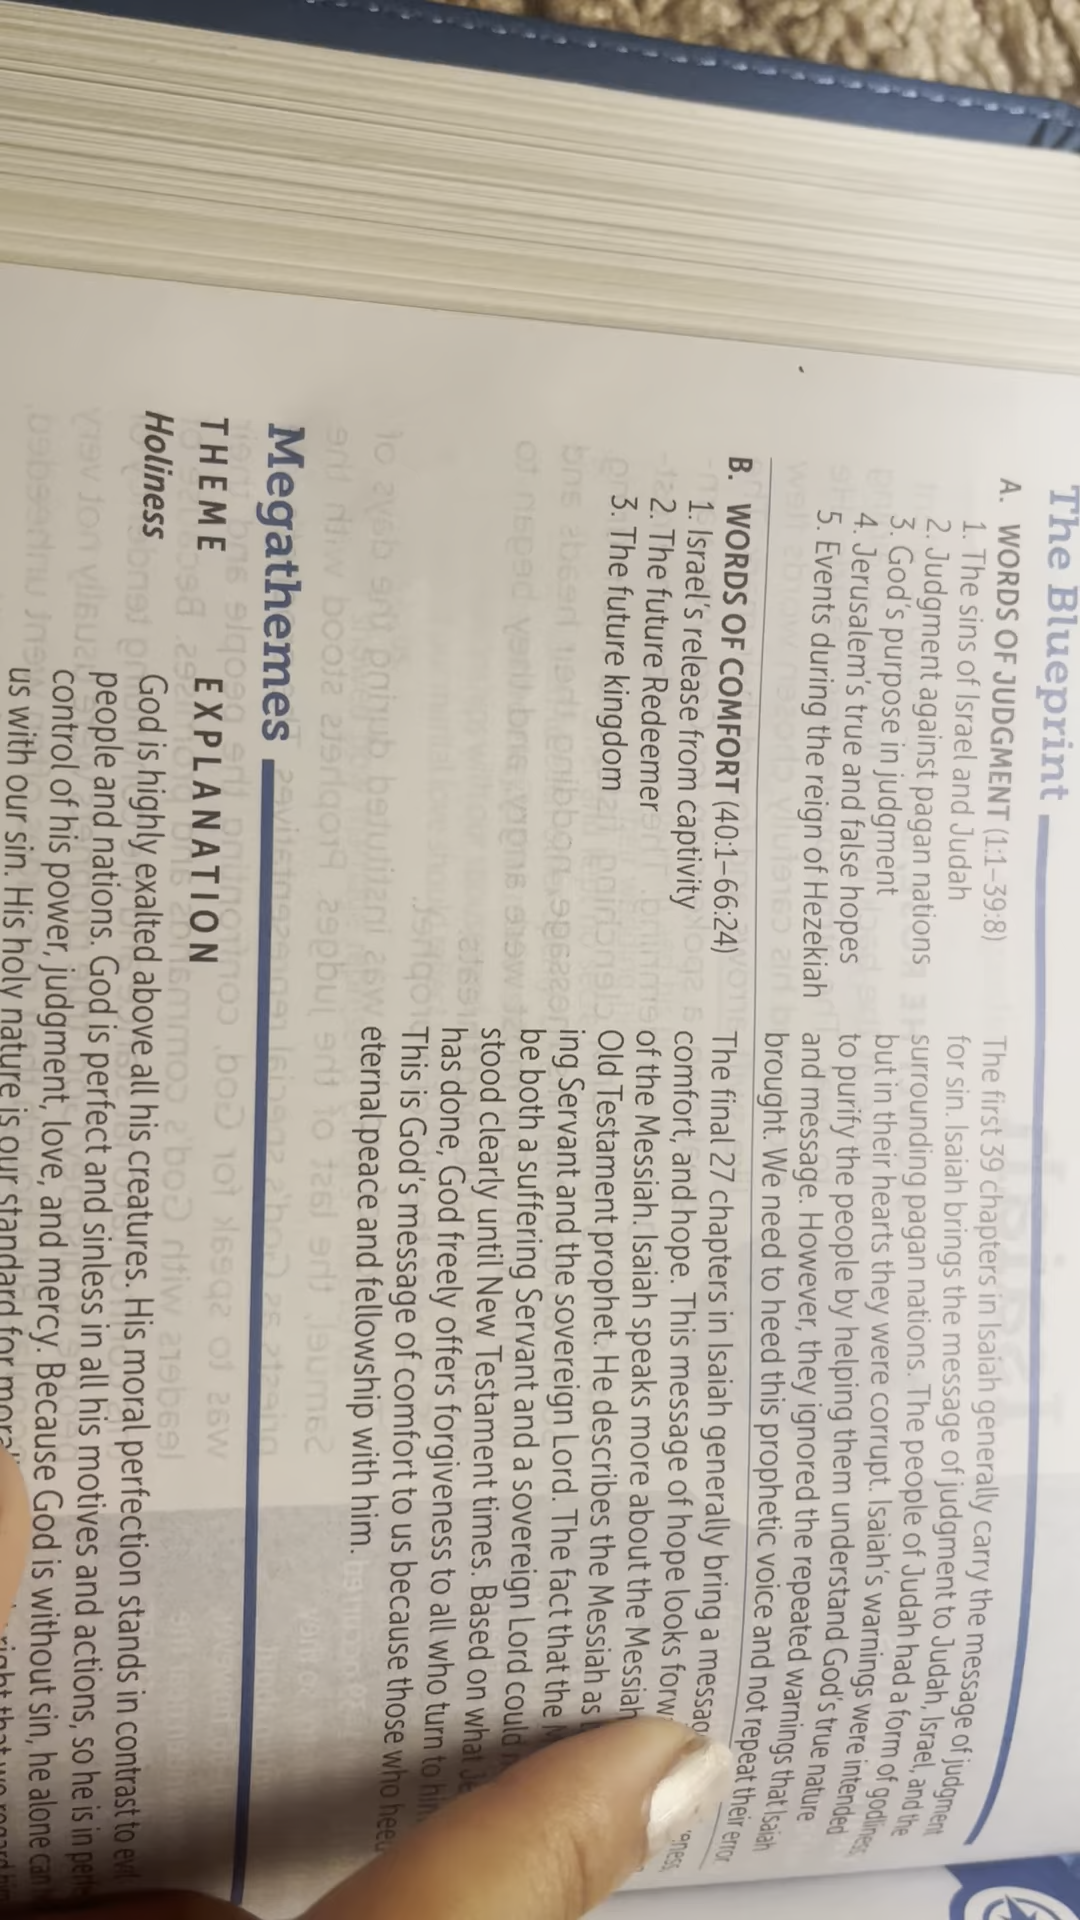 The Blueprint
A. WORDS OF JUDGMENT (1:1–39:8)
1. The sins of Israel and Judah
2. Judgment against pagan nations
3. God's purpose in judgment
4. Jerusalem's true and false hopes
5. Events during the reign of Hezekiah
The first 39 chapters in Isaiah generally carry the message of judgment
for sin. Isaiah brings the message of judgment to Judah, Israel, and the
surrounding pagan nations. The people of Judah had a form of godliness,
but in their hearts they were corrupt. Isaiah's warnings were intended
to purify the people by helping them understand God's true nature
and message. However, they ignored the repeated warnings that Isaiah
brought. We need to heed this prophetic voice and not repeat their error.
B. WORDS OF COMFORT (40:1–66:24)
1. Israel's release from captivity
2. The future Redeemer
3. The future kingdom
The final 27 chapters in Isaiah generally bring a messag
comfort, and hope. This message of hope looks forw
of the Messiah. Isaiah speaks more about the Messiah
Old Testament prophet. He describes the Messiah as
ing Servant and the sovereign Lord. The fact that the
be both a suffering Servant and a sovereign Lord could
stood clearly until New Testament times. Based on what
has done, God freely offers forgiveness to all who turn to him.
This is God's message of comfort to us because those who heed
eternal peace and fellowship with him.
Megathemes
THEME EXPLANATION
Holiness God is highly exalted above all his creatures. His moral perfection stands in contrast to evil
people and nations. God is perfect and sinless in all his motives and actions, so he is in
control of his power, judgment, love, and mercy. Because God is without sin, he alone can
us with our sin. His holy nature is our standard for